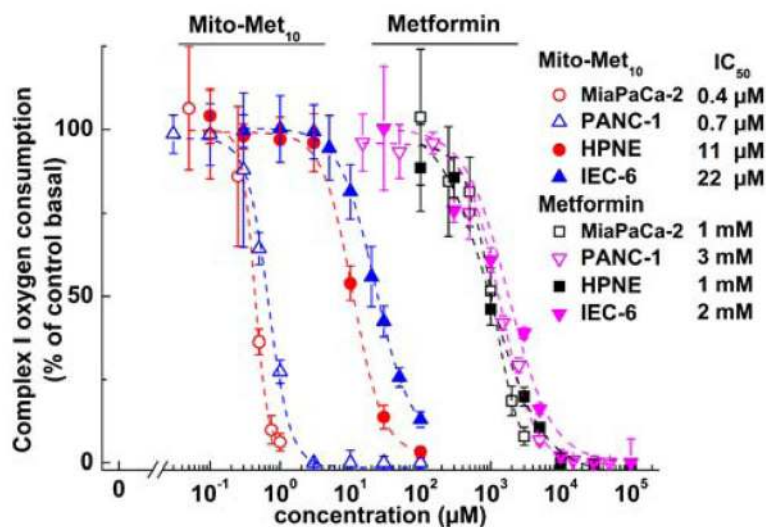 Mito-Met10
Metformin
Complex I oxygen consumption
(% of control basal)
100
50
0
0
10-1
100
101
102
103
104
105
concentration (μM)
Mito-Met10 IC50
MiaPaCa-2 0.4 μM
PANC-1 0.7 μM
HPNE 11 μM
IEC-6 22 μM
Metformin
MiaPaCa-2 1 mM
PANC-1 3 mM
HPNE 1 mM
IEC-6 2 mM